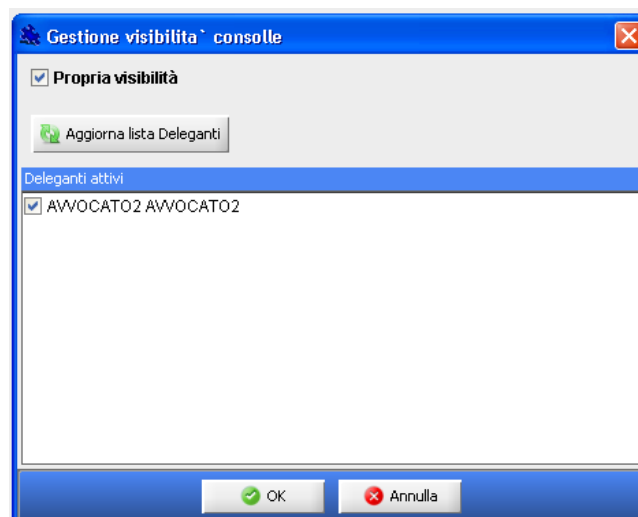 Gestione visibilita` consolle
Propria visibilità
Aggiorna lista Deleganti
Deleganti attivi
AVVOCATO2 AVVOCATO2
OK
Annulla